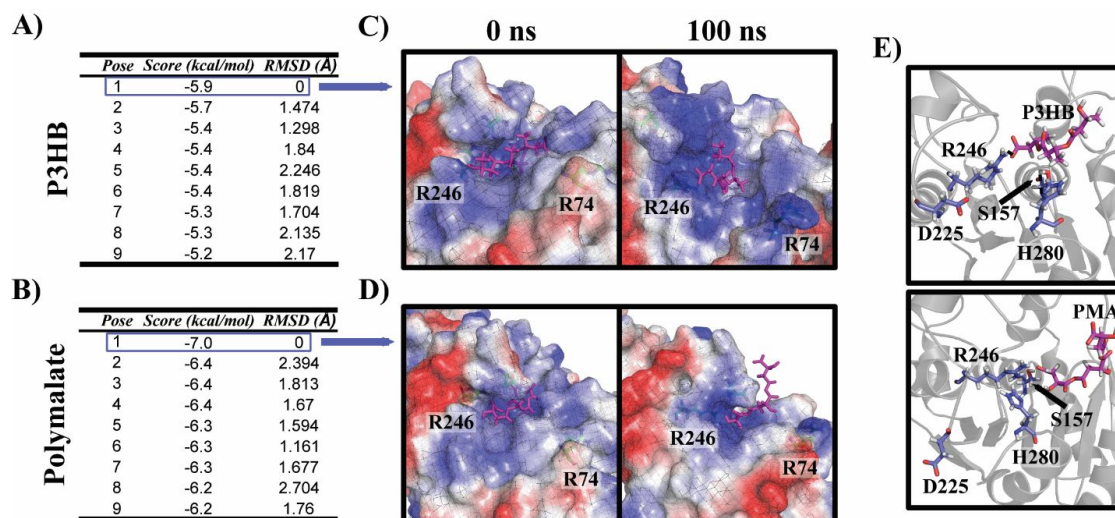 A)
P3HB
Pose Score (kcal/mol) RMSD (Å)
1 -5.9 0
2 -5.7 1.474
3 -5.4 1.298
4 -5.4 1.84
5 -5.4 2.246
6 -5.3 1.819
7 -5.3 1.704
8 -5.3 2.135
9 -5.2 2.17
B)
Polymalate
Pose Score (kcal/mol) RMSD (Å)
1 -7.0 0
2 -6.4 2.394
3 -6.4 1.813
4 -6.4 1.67
5 -6.3 1.594
6 -6.3 1.161
7 -6.3 1.677
8 -6.2 2.704
9 -6.2 1.76
C)
0 ns 100 ns
R246
R74
R246
R74
D)
R246
R74
R246
R74
E)
P3HB
R246
S157
D225
H280
PMA
R246
S157
H280
D225